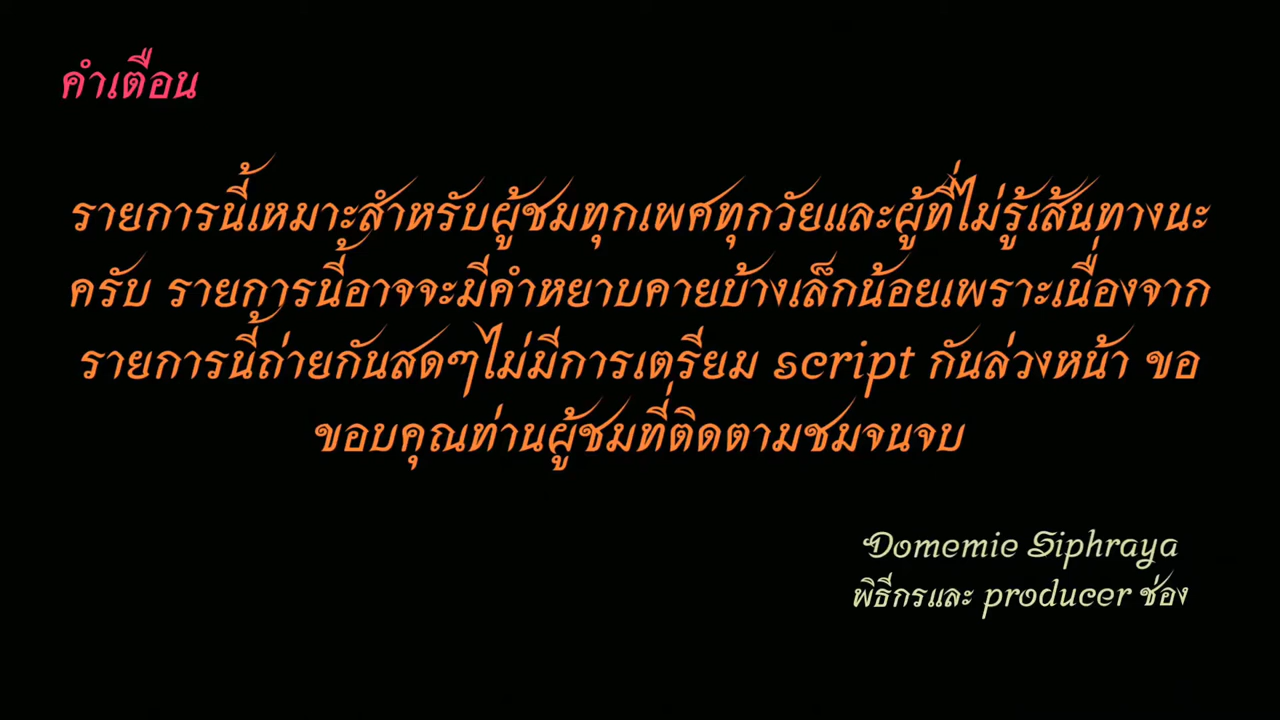 คำเตือน
รายการนี้เหมาะสำหรับผู้ชมทุกเพศทุกวัยและผู้ที่ไม่รู้เส้นทางนะ
ครับ รายการนี้อาจจะมีคำหยาบคายบ้างเล็กน้อยเพราะเนื่องจาก
รายการนี้ถ่ายกันสดๆไม่มีการเตรียม script กันล่วงหน้า ขอ
ขอบคุณท่านผู้ชมที่ติดตามชมจนจบ
Domemie Siphraya
พิธีกรและ producer ช่อง